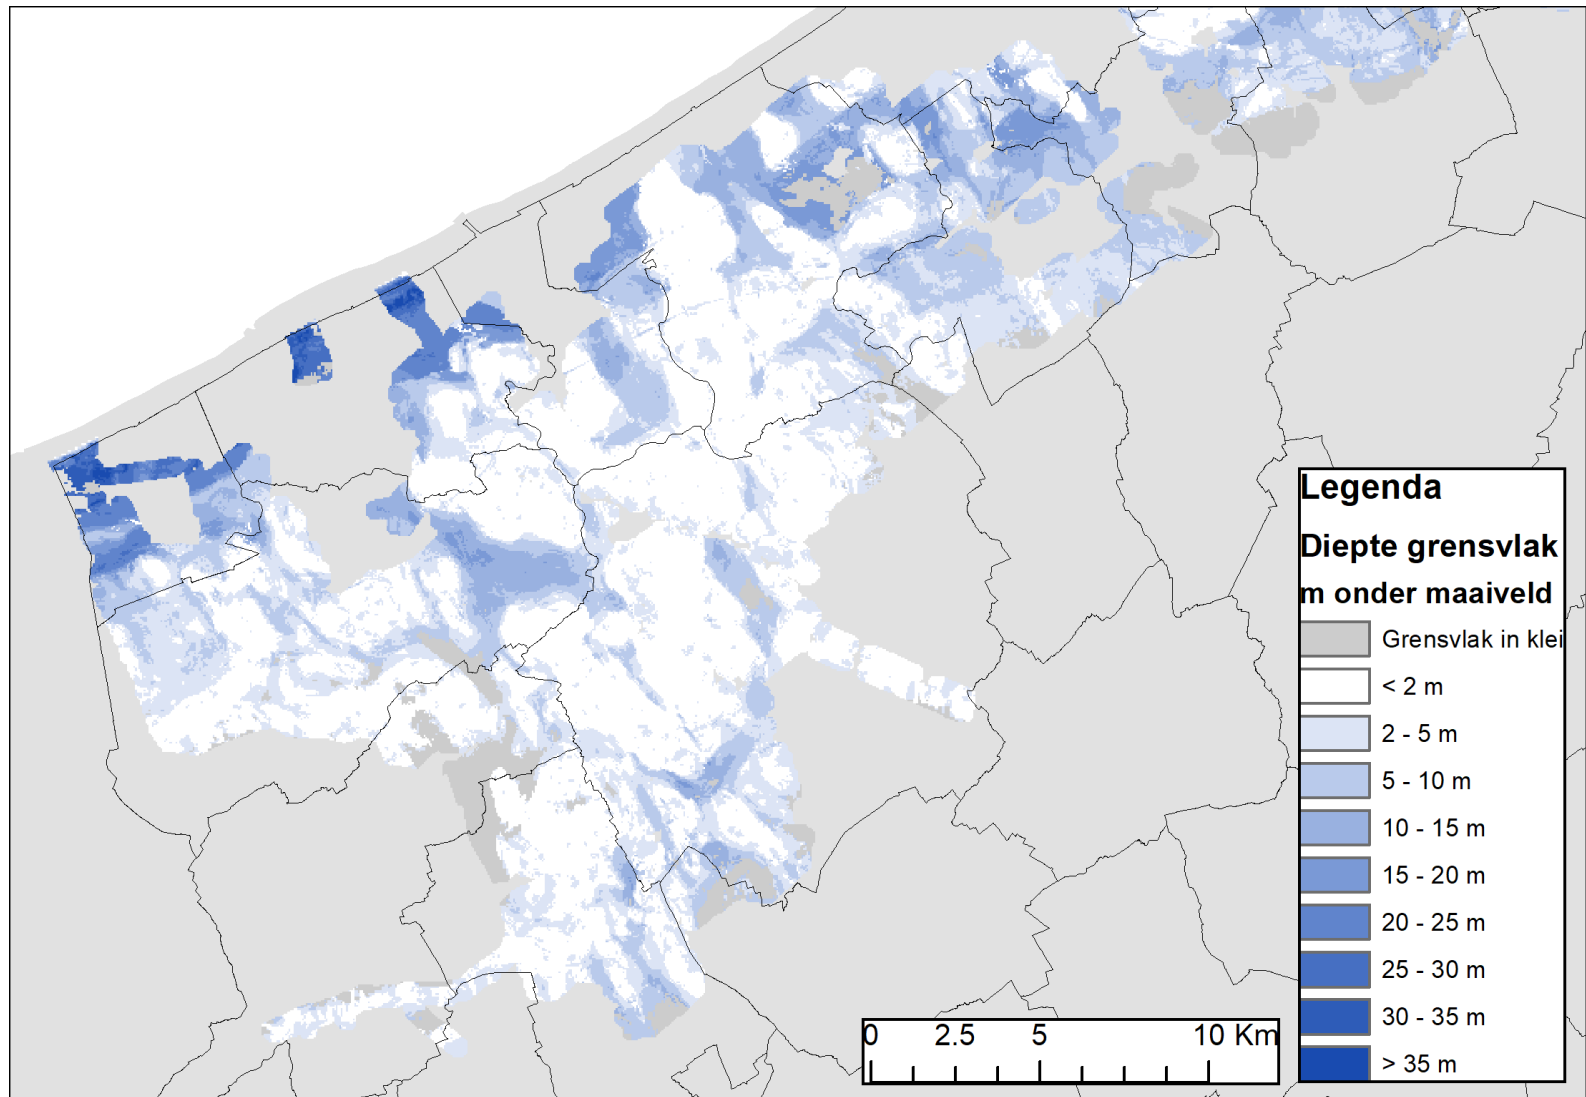 Legenda
Diepte grensvlak
m onder maaiveld
Grensvlak in klei
< 2 m
2 - 5 m
5 - 10 m
10 - 15 m
15 - 20 m
20 - 25 m
25 - 30 m
30 - 35 m
> 35 m
0 2.5 5 10 Km